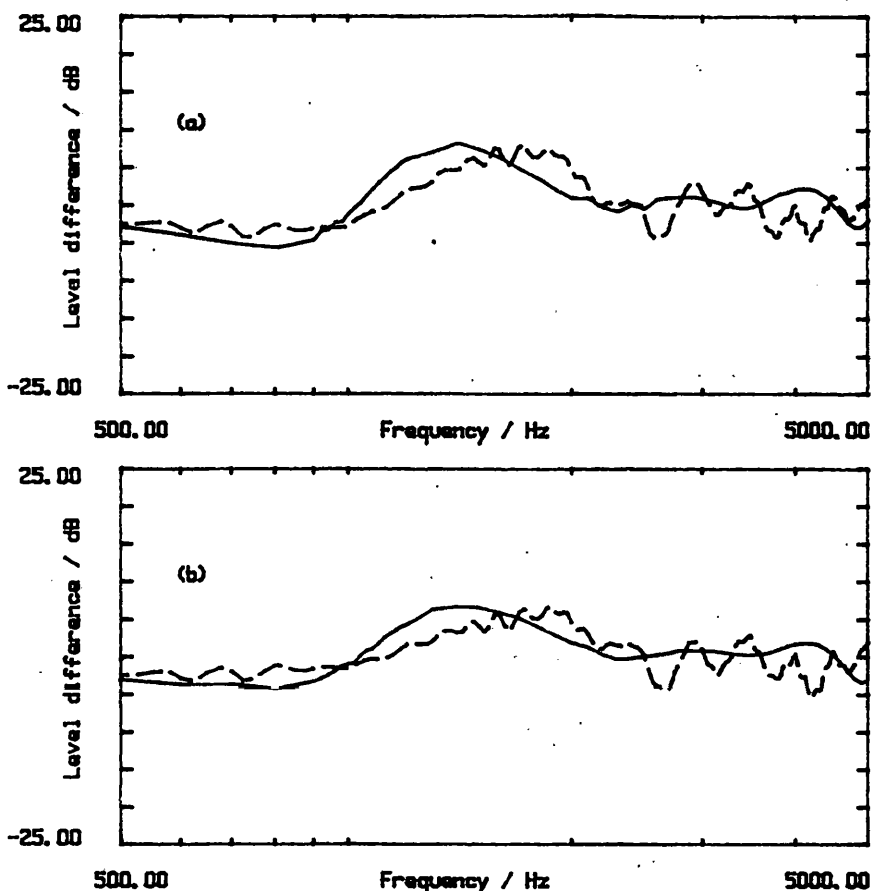 25.00
Level difference / dB
(a)
-25.00
500.00 Frequency / Hz 5000.00
25.00
Level difference / dB
(b)
-25.00
500.00 Frequency / Hz 5000.00